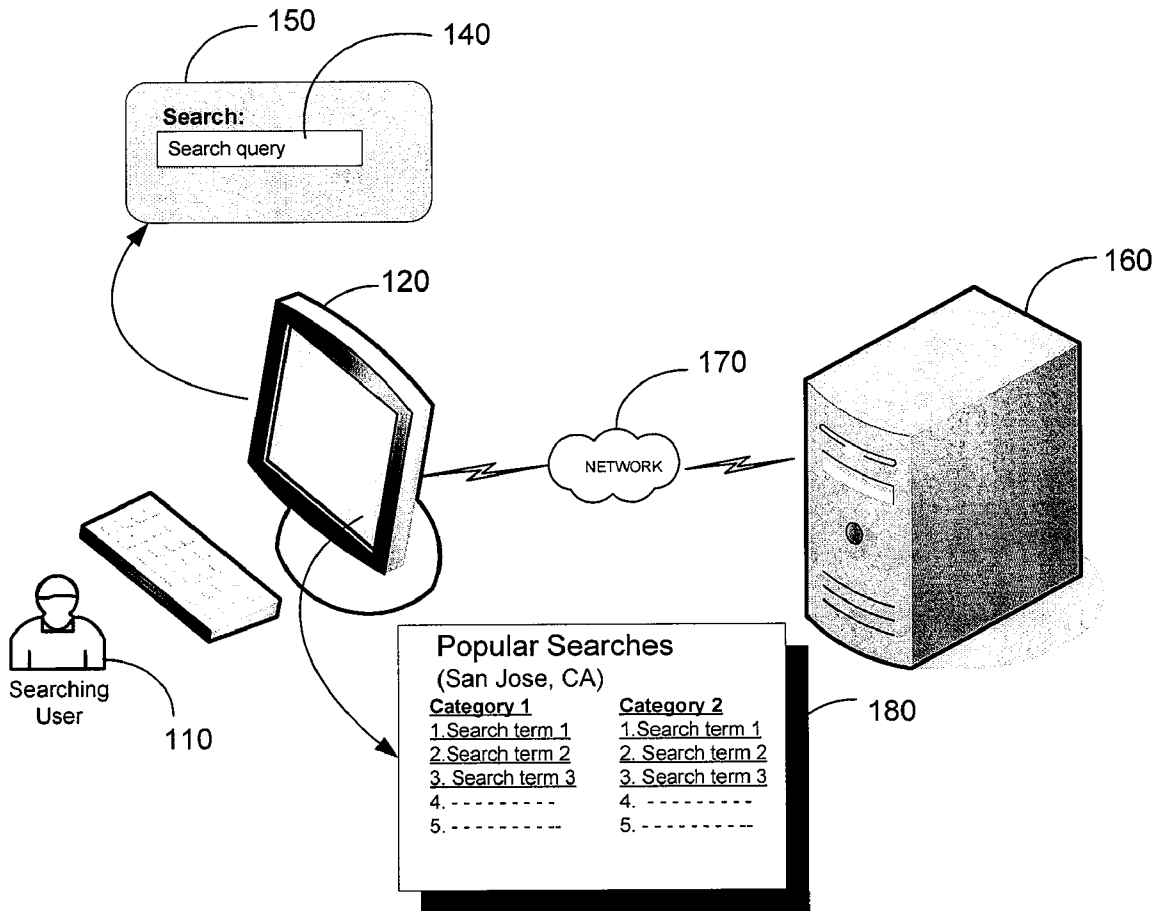 150
140
Search:
Search query
120
160
170
NETWORK
Searching
User
110
Popular Searches
(San Jose, CA)
Category 1
1.Search term 1
2.Search term 2
3. Search term 3
4. - - - - - - - - -
5. - - - - - - - - --
Category 2
1.Search term 1
2. Search term 2
3. Search term 3
4. - - - - - - - - -
5. - - - - - - - - --
180